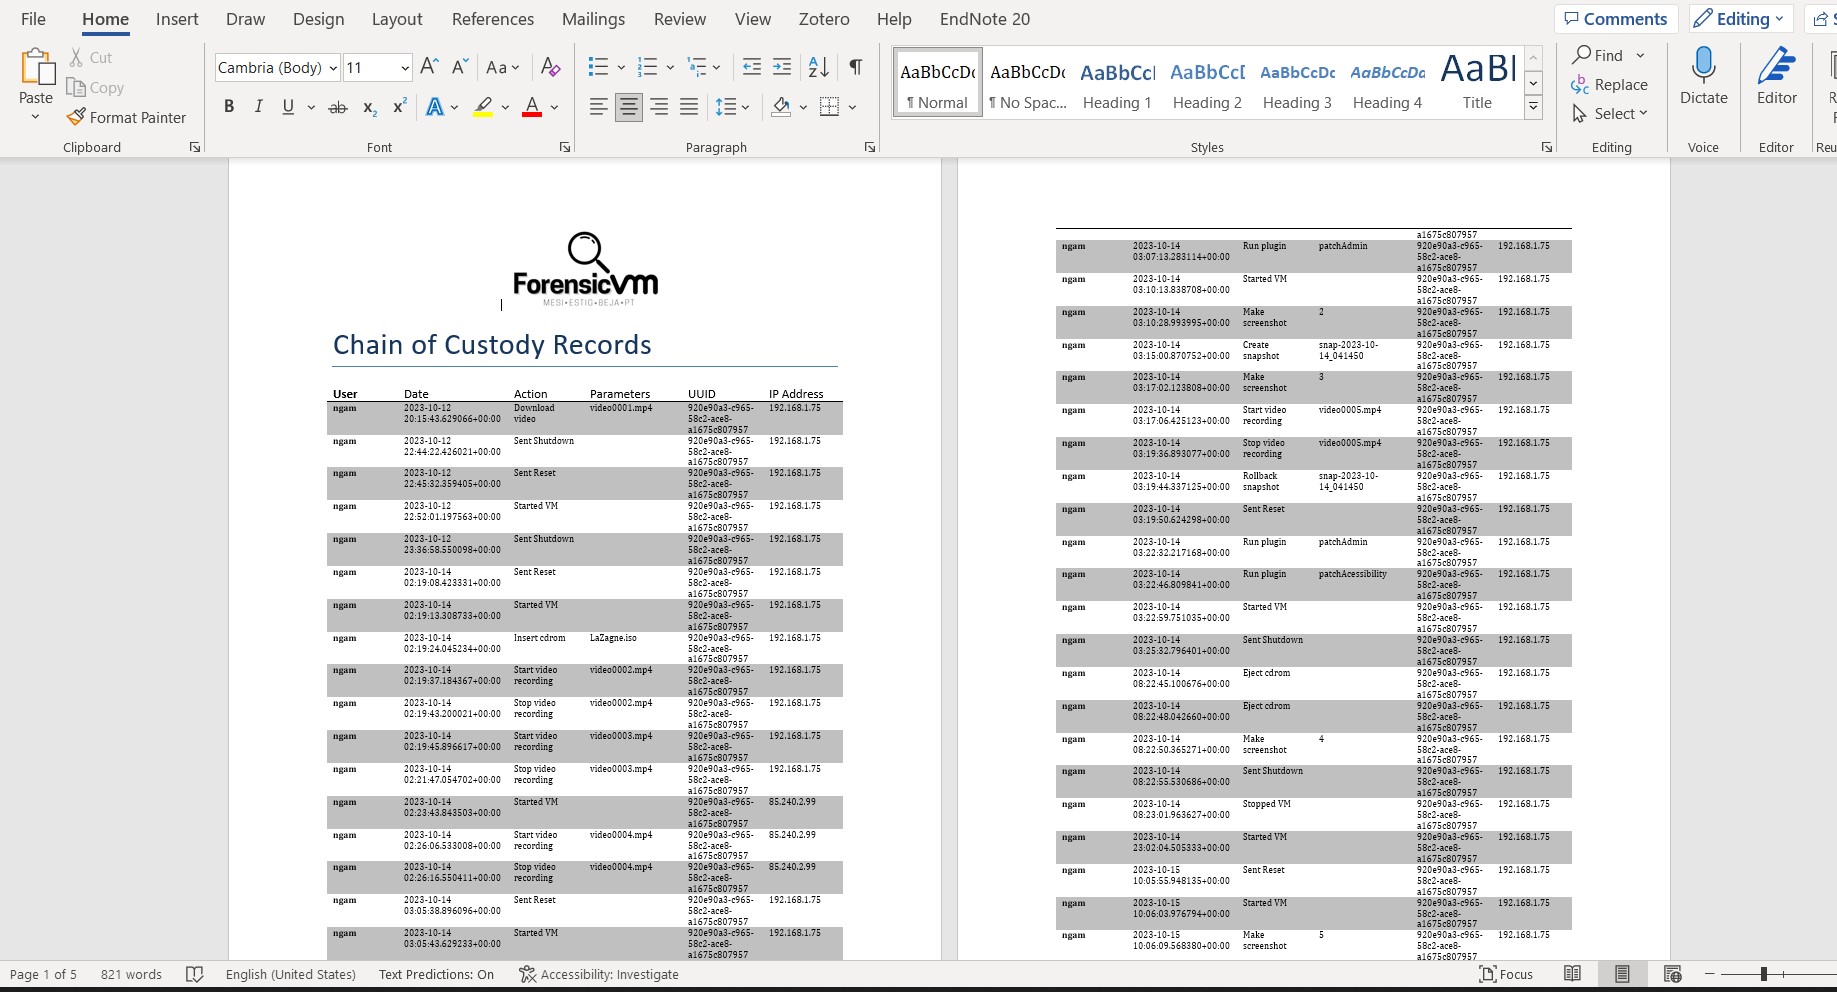 File Home Insert Draw Design Layout References Mailings Review View Zotero Help EndNote 20 Comments Editing
Paste
Cut
Copy
Format Painter
Clipboard
Cambria (Body) 11
Aa
B I U ab x₂ x² A A
Font
Paragraph
AaBbCcDc AaBbCcDc AaBbCcI AaBbCcI AaBbCcDc AaBbCcDc AaBI
¶ Normal ¶ No Spac... Heading 1 Heading 2 Heading 3 Heading 4 Title
Styles
Find
Replace
Select
Editing
Dictate
Voice
Editor
Editor
ForensicVM
MESI•ESTIG•BEJA•PT
Chain of Custody Records
User Date Action Parameters UUID IP Address
ngam 2023-10-12 Download video0001.mp4 920e90a3-c965- 192.168.1.75
20:15:43.629066+00:00 video 58c2-ace8-
a1675c807957
ngam 2023-10-12 Sent Shutdown 920e90a3-c965- 192.168.1.75
22:44:22.426021+00:00 58c2-ace8-
a1675c807957
ngam 2023-10-12 Sent Reset 920e90a3-c965- 192.168.1.75
22:45:32.359405+00:00 58c2-ace8-
a1675c807957
ngam 2023-10-12 Started VM 920e90a3-c965- 192.168.1.75
22:52:01.197563+00:00 58c2-ace8-
a1675c807957
ngam 2023-10-12 Sent Shutdown 920e90a3-c965- 192.168.1.75
23:36:58.550098+00:00 58c2-ace8-
a1675c807957
ngam 2023-10-14 Sent Reset 920e90a3-c965- 192.168.1.75
02:19:08.423331+00:00 58c2-ace8-
a1675c807957
ngam 2023-10-14 Started VM 920e90a3-c965- 192.168.1.75
02:19:13.308733+00:00 58c2-ace8-
a1675c807957
ngam 2023-10-14 Insert cdrom LaZagne.iso 920e90a3-c965- 192.168.1.75
02:19:24.045234+00:00 58c2-ace8-
a1675c807957
ngam 2023-10-14 Start video video0002.mp4 920e90a3-c965- 192.168.1.75
02:19:37.184367+00:00 recording 58c2-ace8-
a1675c807957
ngam 2023-10-14 Stop video video0002.mp4 920e90a3-c965- 192.168.1.75
02:19:43.200021+00:00 recording 58c2-ace8-
a1675c807957
ngam 2023-10-14 Start video video0003.mp4 920e90a3-c965- 192.168.1.75
02:19:45.896617+00:00 recording 58c2-ace8-
a1675c807957
ngam 2023-10-14 Stop video video0003.mp4 920e90a3-c965- 192.168.1.75
02:21:47.054702+00:00 recording 58c2-ace8-
a1675c807957
ngam 2023-10-14 Started VM 920e90a3-c965- 85.240.2.99
02:23:43.843503+00:00 58c2-ace8-
a1675c807957
ngam 2023-10-14 Start video video0004.mp4 920e90a3-c965- 85.240.2.99
02:26:06.533008+00:00 recording 58c2-ace8-
a1675c807957
ngam 2023-10-14 Stop video video0004.mp4 920e90a3-c965- 85.240.2.99
02:26:16.550411+00:00 recording 58c2-ace8-
a1675c807957
ngam 2023-10-14 Sent Reset 920e90a3-c965- 192.168.1.75
03:05:38.896096+00:00 58c2-ace8-
a1675c807957
ngam 2023-10-14 Started VM 920e90a3-c965- 192.168.1.75
03:05:43.629233+00:00 58c2-ace8-
a1675c807957
a1675c807957
ngam 2023-10-14 Run plugin patchAdmin 920e90a3-c965- 192.168.1.75
03:07:13.283114+00:00 58c2-ace8-
a1675c807957
ngam 2023-10-14 Started VM 920e90a3-c965- 192.168.1.75
03:10:13.838708+00:00 58c2-ace8-
a1675c807957
ngam 2023-10-14 Make 2 920e90a3-c965- 192.168.1.75
03:10:28.993995+00:00 screenshot 58c2-ace8-
a1675c807957
ngam 2023-10-14 Create snap-2023-10- 920e90a3-c965- 192.168.1.75
03:15:00.870752+00:00 snapshot 14_041450 58c2-ace8-
a1675c807957
ngam 2023-10-14 Make 3 920e90a3-c965- 192.168.1.75
03:17:02.123808+00:00 screenshot 58c2-ace8-
a1675c807957
ngam 2023-10-14 Start video video0005.mp4 920e90a3-c965- 192.168.1.75
03:17:06.425123+00:00 recording 58c2-ace8-
a1675c807957
ngam 2023-10-14 Stop video video0005.mp4 920e90a3-c965- 192.168.1.75
03:19:36.893077+00:00 recording 58c2-ace8-
a1675c807957
ngam 2023-10-14 Rollback snap-2023-10- 920e90a3-c965- 192.168.1.75
03:19:44.337125+00:00 snapshot 14_041450 58c2-ace8-
a1675c807957
ngam 2023-10-14 Sent Reset 920e90a3-c965- 192.168.1.75
03:19:50.624298+00:00 58c2-ace8-
a1675c807957
ngam 2023-10-14 Run plugin patchAdmin 920e90a3-c965- 192.168.1.75
03:22:32.217168+00:00 58c2-ace8-
a1675c807957
ngam 2023-10-14 Run plugin patchAcessibility 920e90a3-c965- 192.168.1.75
03:22:46.809841+00:00 58c2-ace8-
a1675c807957
ngam 2023-10-14 Started VM 920e90a3-c965- 192.168.1.75
03:22:59.751035+00:00 58c2-ace8-
a1675c807957
ngam 2023-10-14 Sent Shutdown 920e90a3-c965- 192.168.1.75
03:25:32.796401+00:00 58c2-ace8-
a1675c807957
ngam 2023-10-14 Eject cdrom 920e90a3-c965- 192.168.1.75
08:22:45.100676+00:00 58c2-ace8-
a1675c807957
ngam 2023-10-14 Eject cdrom 920e90a3-c965- 192.168.1.75
08:22:48.042660+00:00 58c2-ace8-
a1675c807957
ngam 2023-10-14 Make 4 920e90a3-c965- 192.168.1.75
08:22:50.365271+00:00 screenshot 58c2-ace8-
a1675c807957
ngam 2023-10-14 Sent Shutdown 920e90a3-c965- 192.168.1.75
08:22:55.530686+00:00 58c2-ace8-
a1675c807957
ngam 2023-10-14 Stopped VM 920e90a3-c965- 192.168.1.75
08:23:01.963627+00:00 58c2-ace8-
a1675c807957
ngam 2023-10-14 Started VM 920e90a3-c965- 192.168.1.75
23:02:04.505333+00:00 58c2-ace8-
a1675c807957
ngam 2023-10-15 Sent Reset 920e90a3-c965- 192.168.1.75
10:05:55.948135+00:00 58c2-ace8-
a1675c807957
ngam 2023-10-15 Started VM 920e90a3-c965- 192.168.1.75
10:06:03.976794+00:00 58c2-ace8-
a1675c807957
ngam 2023-10-15 Make 5 920e90a3-c965- 192.168.1.75
10:06:09.568380+00:00 screenshot 58c2-ace8-
a1675c807957
Page 1 of 5 821 words English (United States) Text Predictions: On Accessibility: Investigate Focus